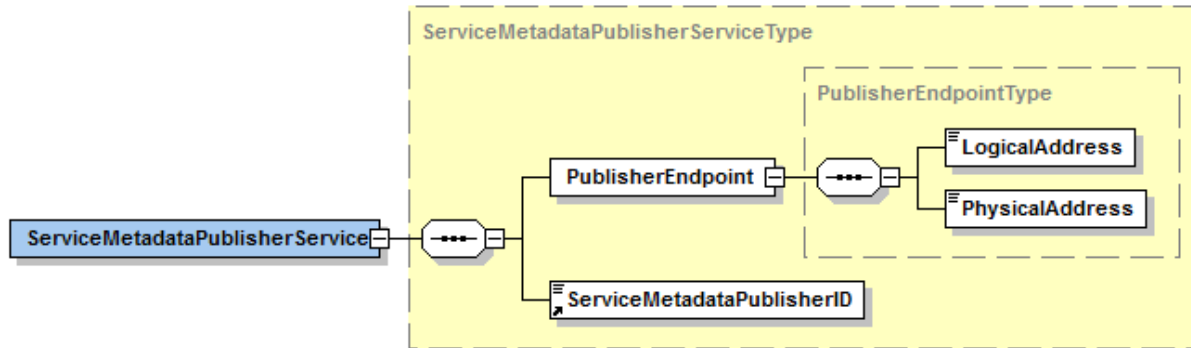 ServiceMetadataPublisherServiceType
PublisherEndpointType
LogicalAddress
PublisherEndpoint
PhysicalAddress
ServiceMetadataPublisherService
ServiceMetadataPublisherID